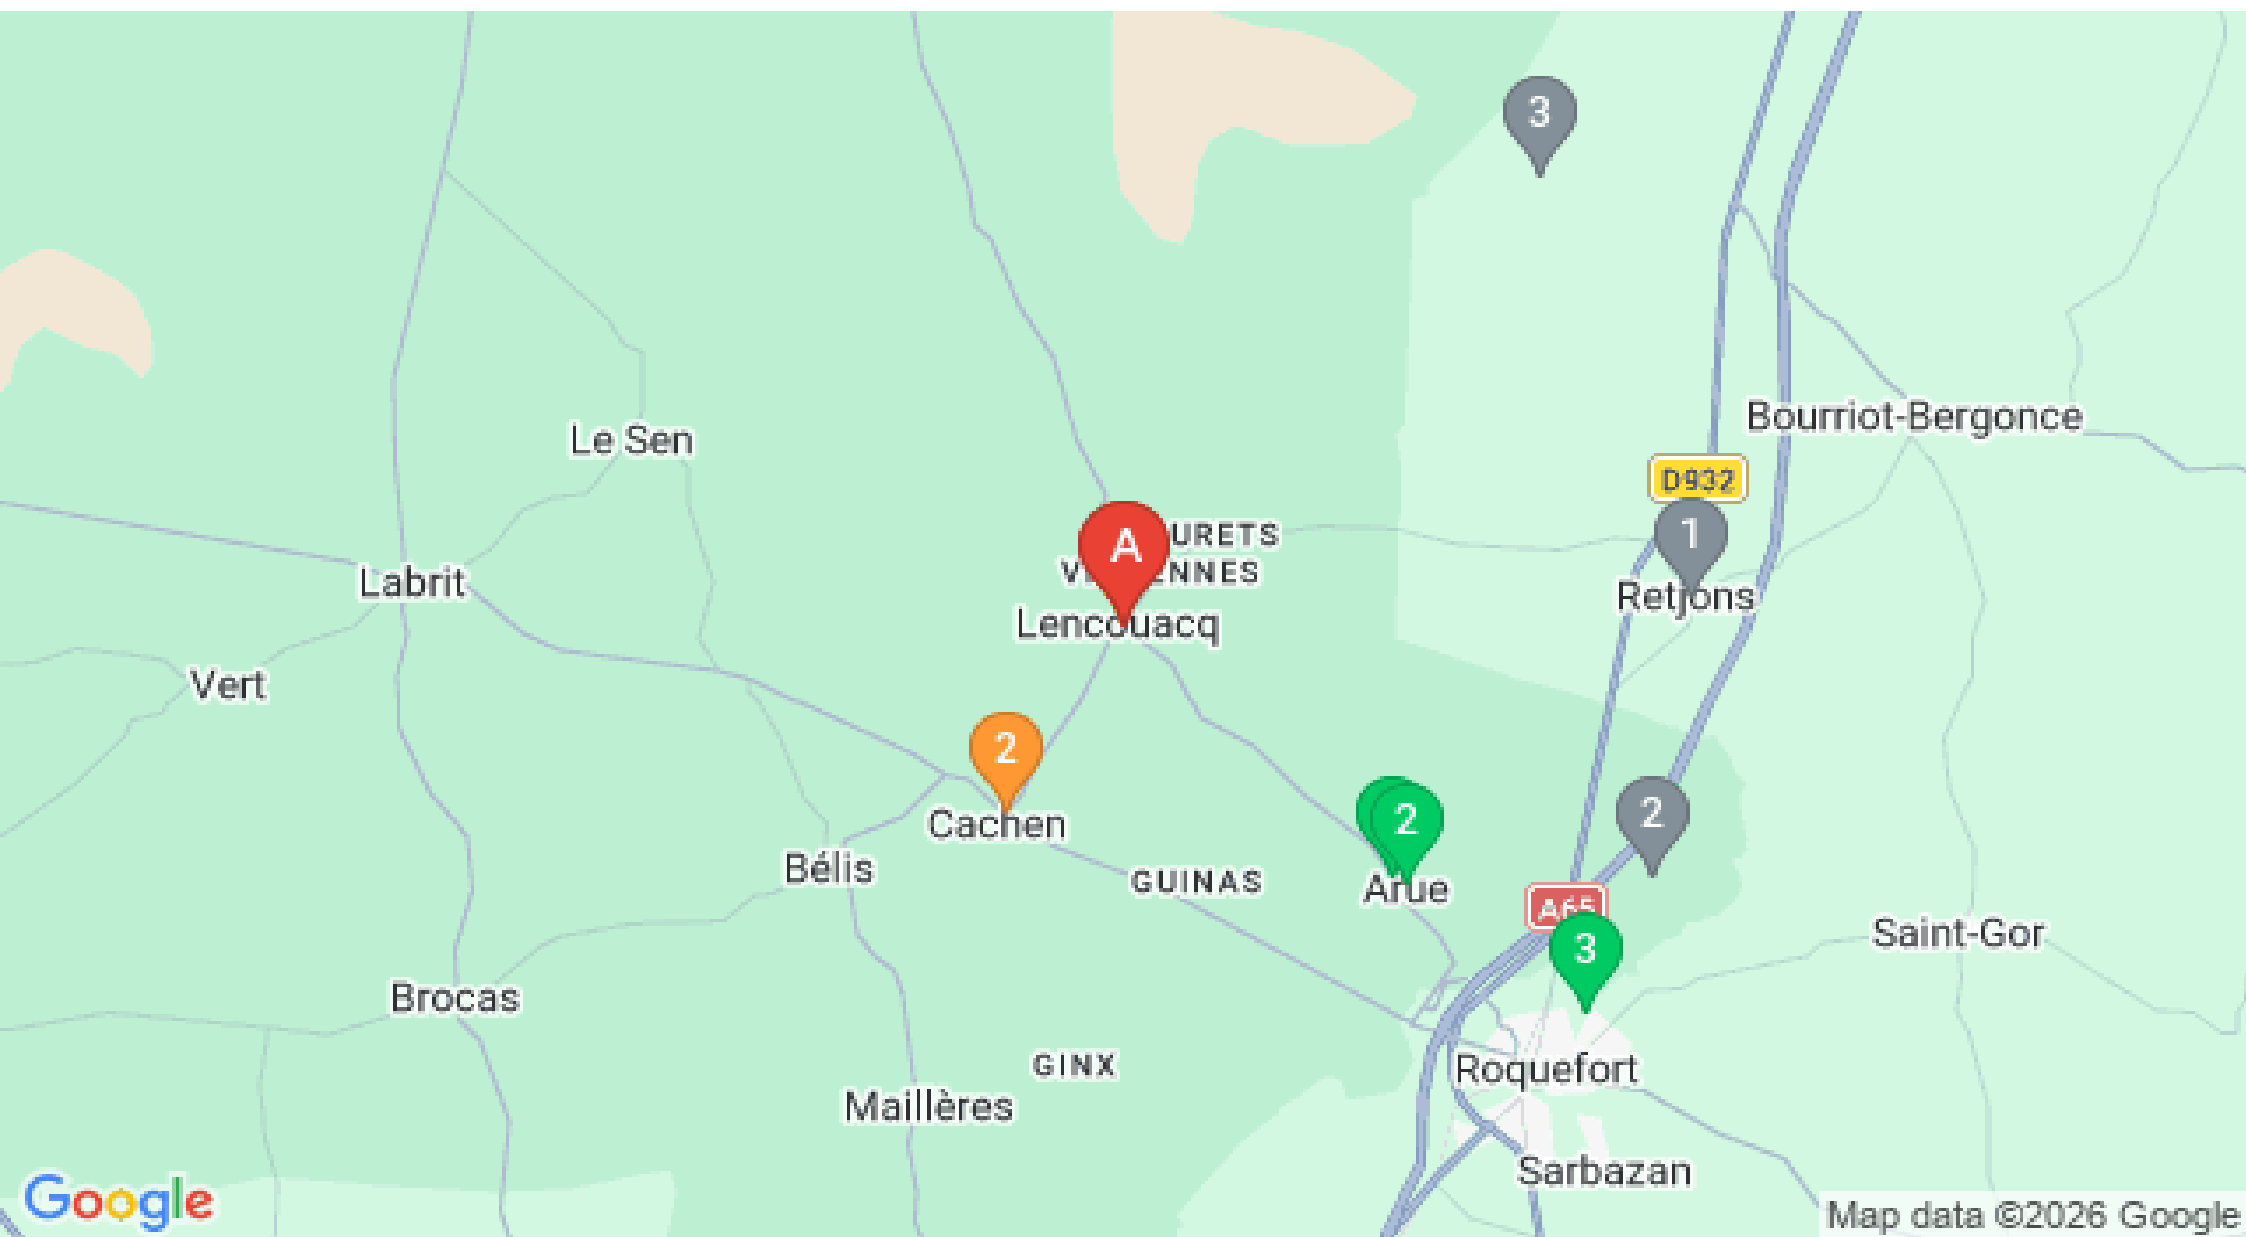 3
Bourriot-Bergonce
Le Sen
D932
URETS
1
A
ENNES
Labrit
Retjons
Lencouacq
Vert
2
Cachen
2
2
Bélis
GUINAS
Arue
A65
3
Saint-Gor
Brocas
GINX
Roquefort
Maillères
Sarbazan
Google
Map data ©2026 Google